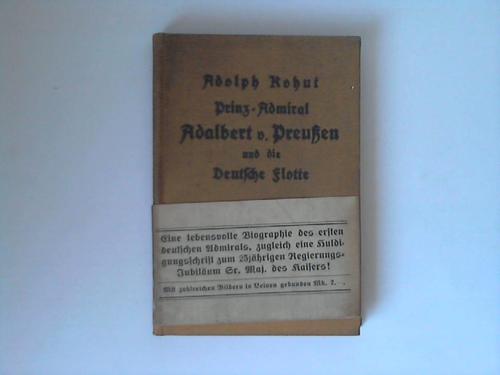 Adolph Kohut
Prinz-Admiral
Adalbert v. Preußen
und die
Deutsche Flotte
Eine lebensvolle Biographie des ersten
deutschen Admirals, zugleich eine Huldi-
gungsschrift zum 25jährigen Regierungs-
Jubiläum Sr. Maj. des Kaisers!
Mit zahlreichen Bildern in Leinen gebunden Mk. 2.—.